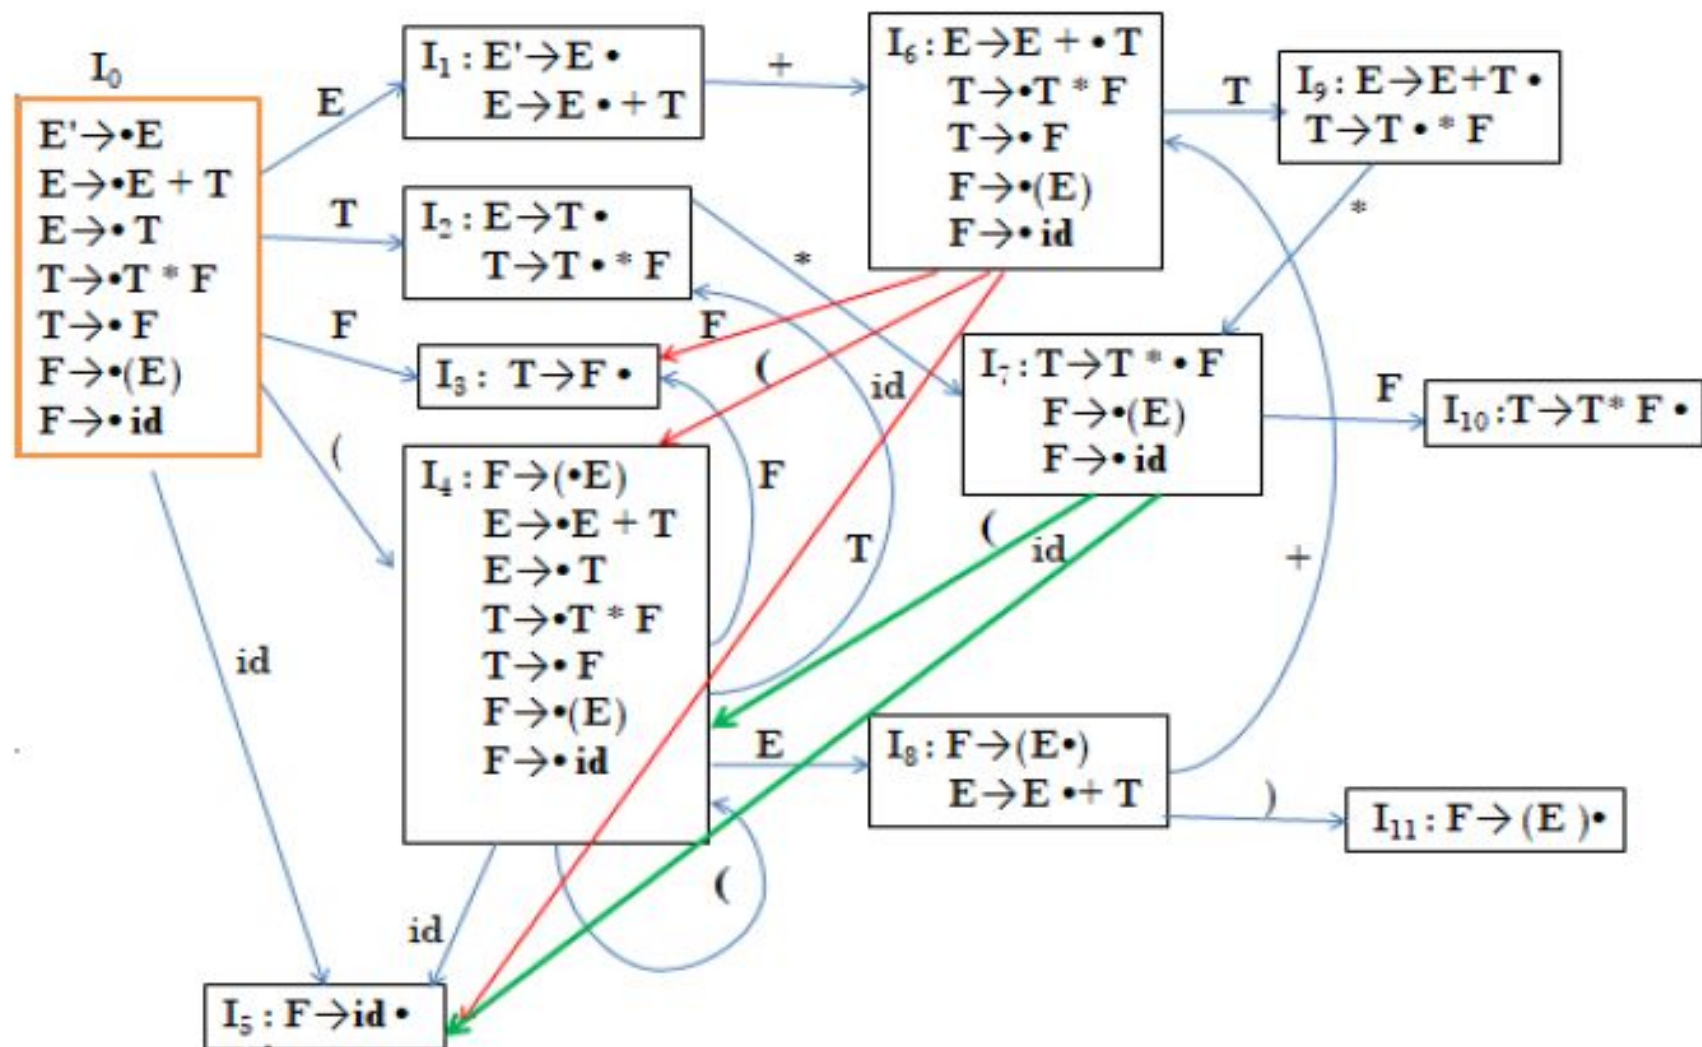 I₀
E'→•E
E→•E + T
E→• T
T→•T * F
T→• F
F→•(E)
F→• id
E
T
F
(
id
I₁ : E'→E •
E→E • + T
+
I₂ : E→T •
T→T • * F
*
I₃ : T→F •
I₄ : F→(•E)
E→•E + T
E→• T
T→•T * F
T→• F
F→•(E)
F→• id
F
T
E
(
id
I₅ : F→id •
I₆ : E→E + • T
T→•T * F
T→• F
F→•(E)
F→• id
T
F
(
id
I₉ : E→E+T •
T→T • * F
*
I₇ : T→T * • F
F→•(E)
F→• id
F
(
id
I₁₀ :T→T* F •
I₈ : F→(E•)
E→E •+ T
+
)
I₁₁ : F→ (E )•